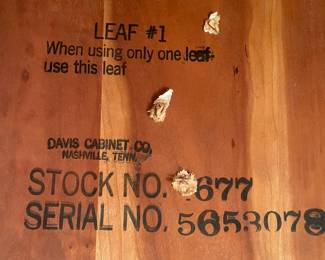 LEAF #1
When using only one leaf
use this leaf
DAVIS CABINET CO.
NASHVILLE, TENN.
STOCK NO. 677
SERIAL NO. 5653078